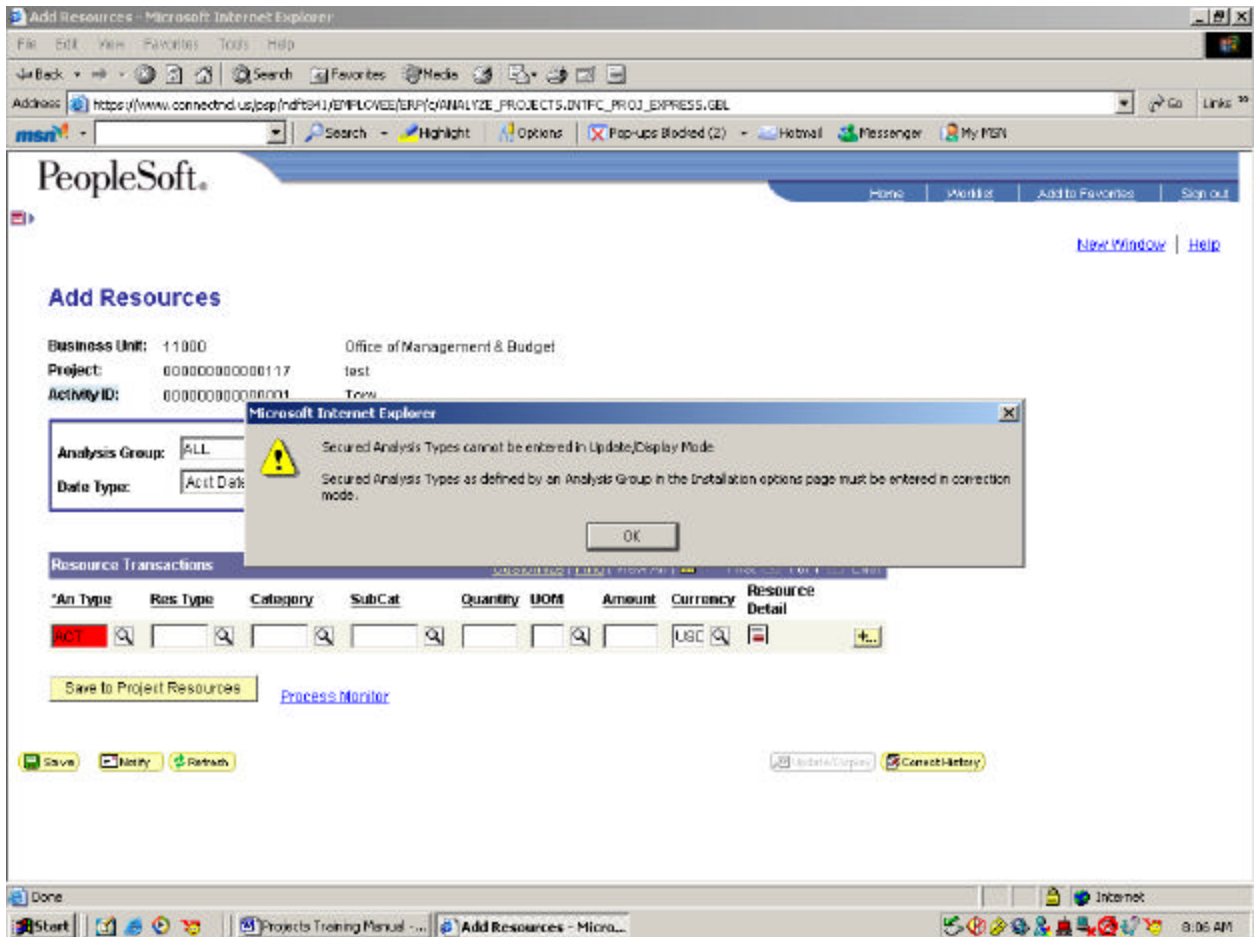 Add Resources - Microsoft Internet Explorer
File Edit View Favorites Tools Help
Back Search Favorites Media
Address https://www.connectnd.us/psp/ndfts941/EMPLOYEE/ERP/c/ANALYZE_PROJECTS.INTFC_PROJ_EXPRESS.GBL Go Links »
msn Search Highlight Options Pop-ups Blocked (2) Hotmail Messenger My MSN
PeopleSoft.
Home Worklist Add to Favorites Sign out
New Window Help
Add Resources
Business Unit: 11000 Office of Management & Budget
Project: 000000000000117 test
Activity ID: 000000000000001
Microsoft Internet Explorer
Secured Analysis Types cannot be entered in Update/Display Mode
Secured Analysis Types as defined by an Analysis Group in the Installation options page must be entered in correction
mode.
OK
Analysis Group: ALL
Date Type: Acct Date
Resource Transactions
*An Type Res Type Category SubCat Quantity UOM Amount Currency Resource Detail
ACT USD +...
Save to Project Resources Process Monitor
Save Notify Refresh Update/Display Correct History
Done Internet
Start Projects Training Manual -... Add Resources - Micro... 8:06 AM